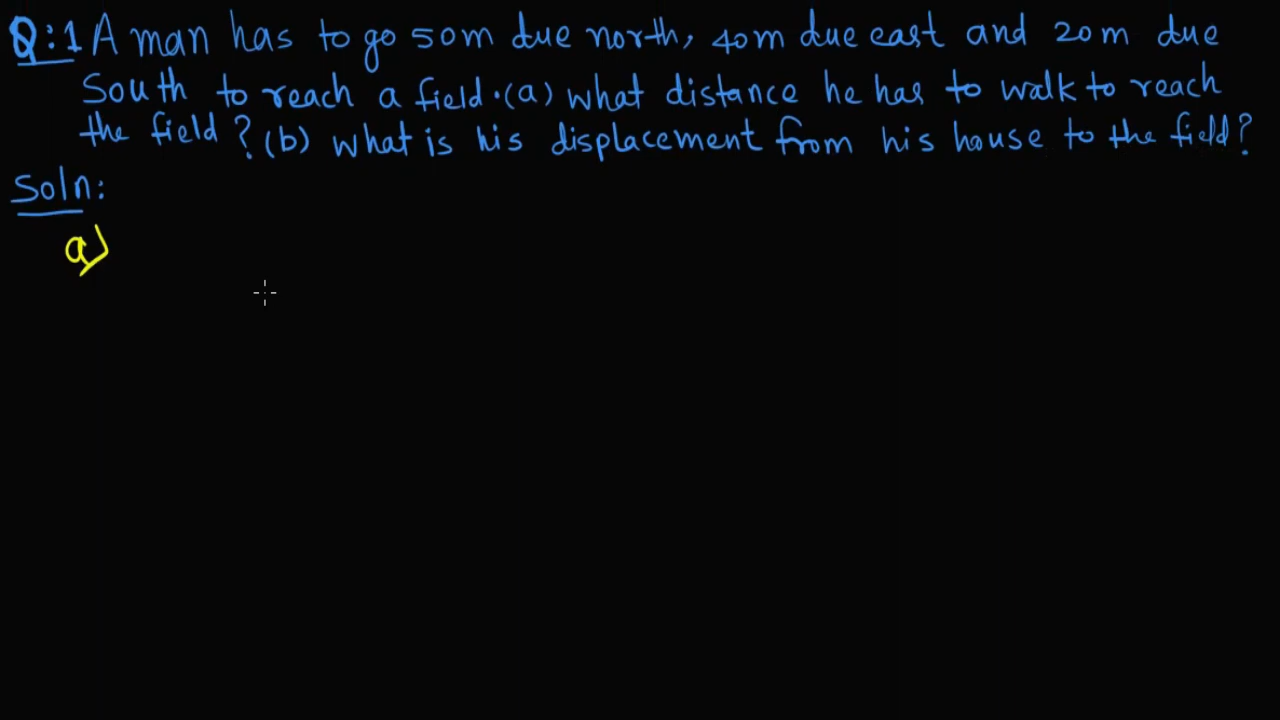 Q:1 A man has to go 50m due north, 40m due east and 20m due
South to reach a field. (a) what distance he has to walk to reach
the field? (b) what is his displacement from his house to the field?
Soln:
a)